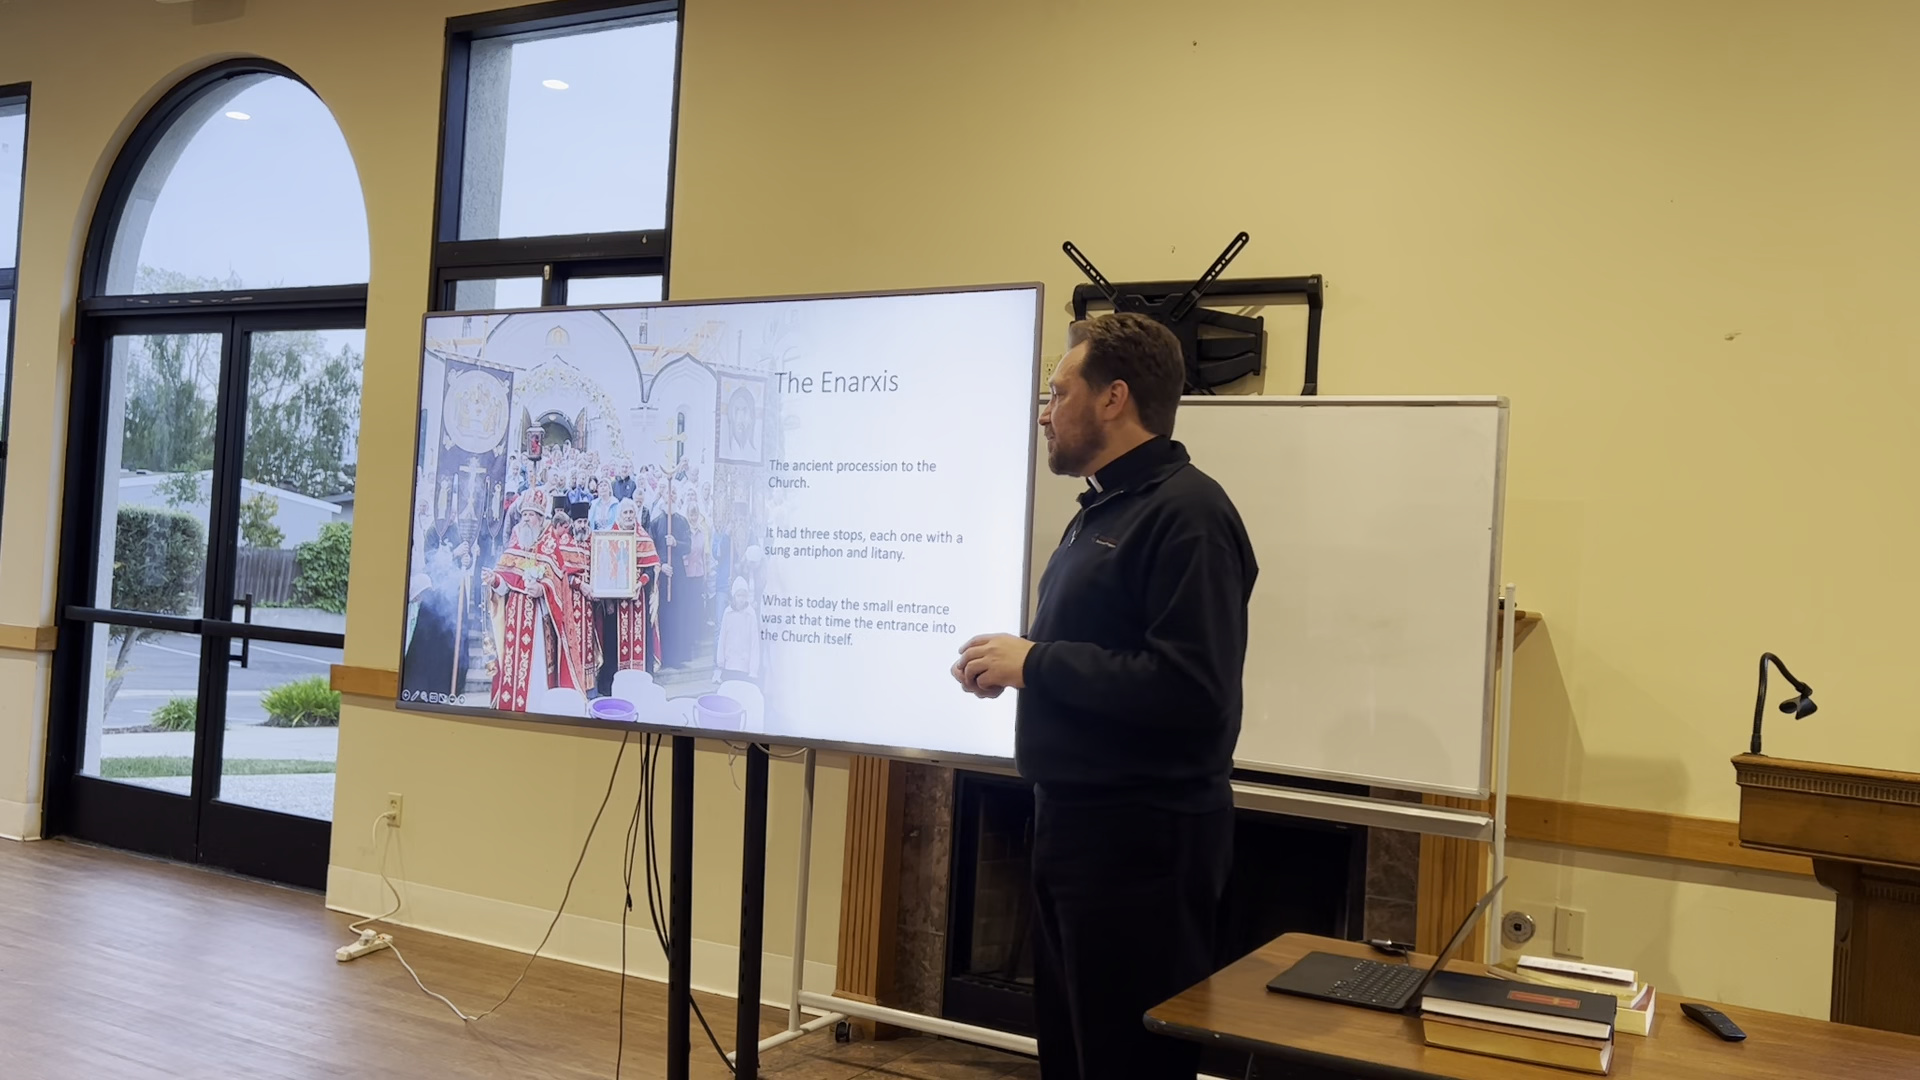 The Enarxis
The ancient procession to the
Church.
It had three stops, each one with a
sung antiphon and litany.
What is today the small entrance
was at that time the entrance into
the Church itself.